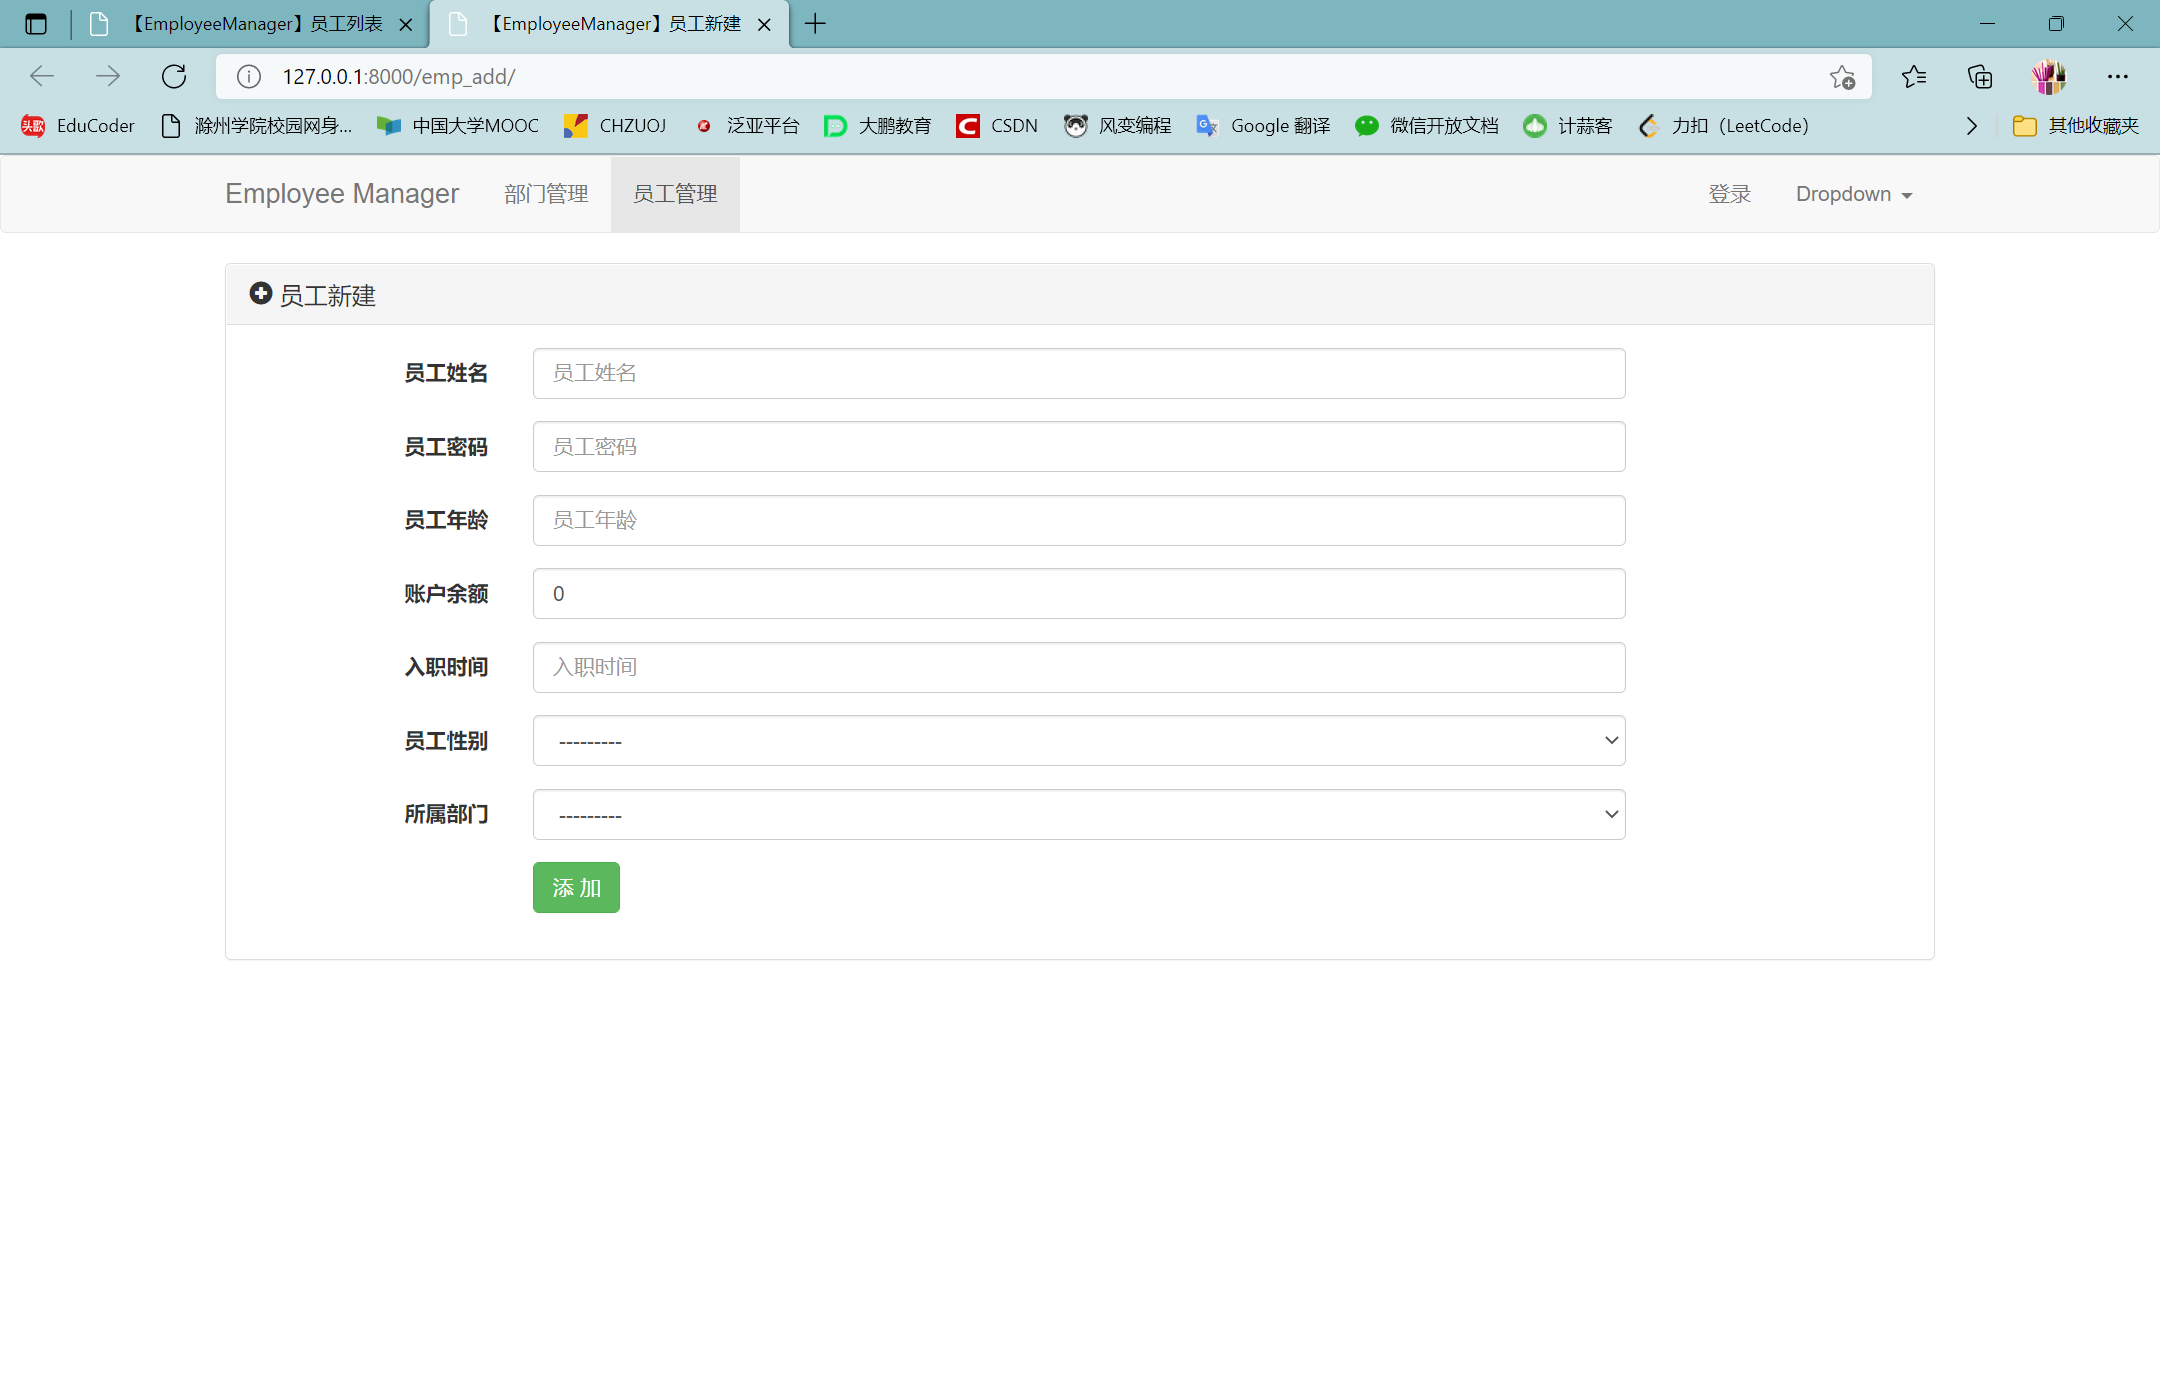 【EmployeeManager】员工列表
【EmployeeManager】员工新建
127.0.0.1:8000/emp_add/
头歌 EduCoder
滁州学院校园网身...
中国大学MOOC
CHZUOJ
泛亚平台
大鹏教育
CSDN
风变编程
Google 翻译
微信开放文档
计蒜客
力扣（LeetCode）
其他收藏夹
Employee Manager
部门管理
员工管理
登录
Dropdown
员工新建
员工姓名 员工姓名
员工密码 员工密码
员工年龄 员工年龄
账户余额 0
入职时间 入职时间
员工性别 ---------
所属部门 ---------
添 加